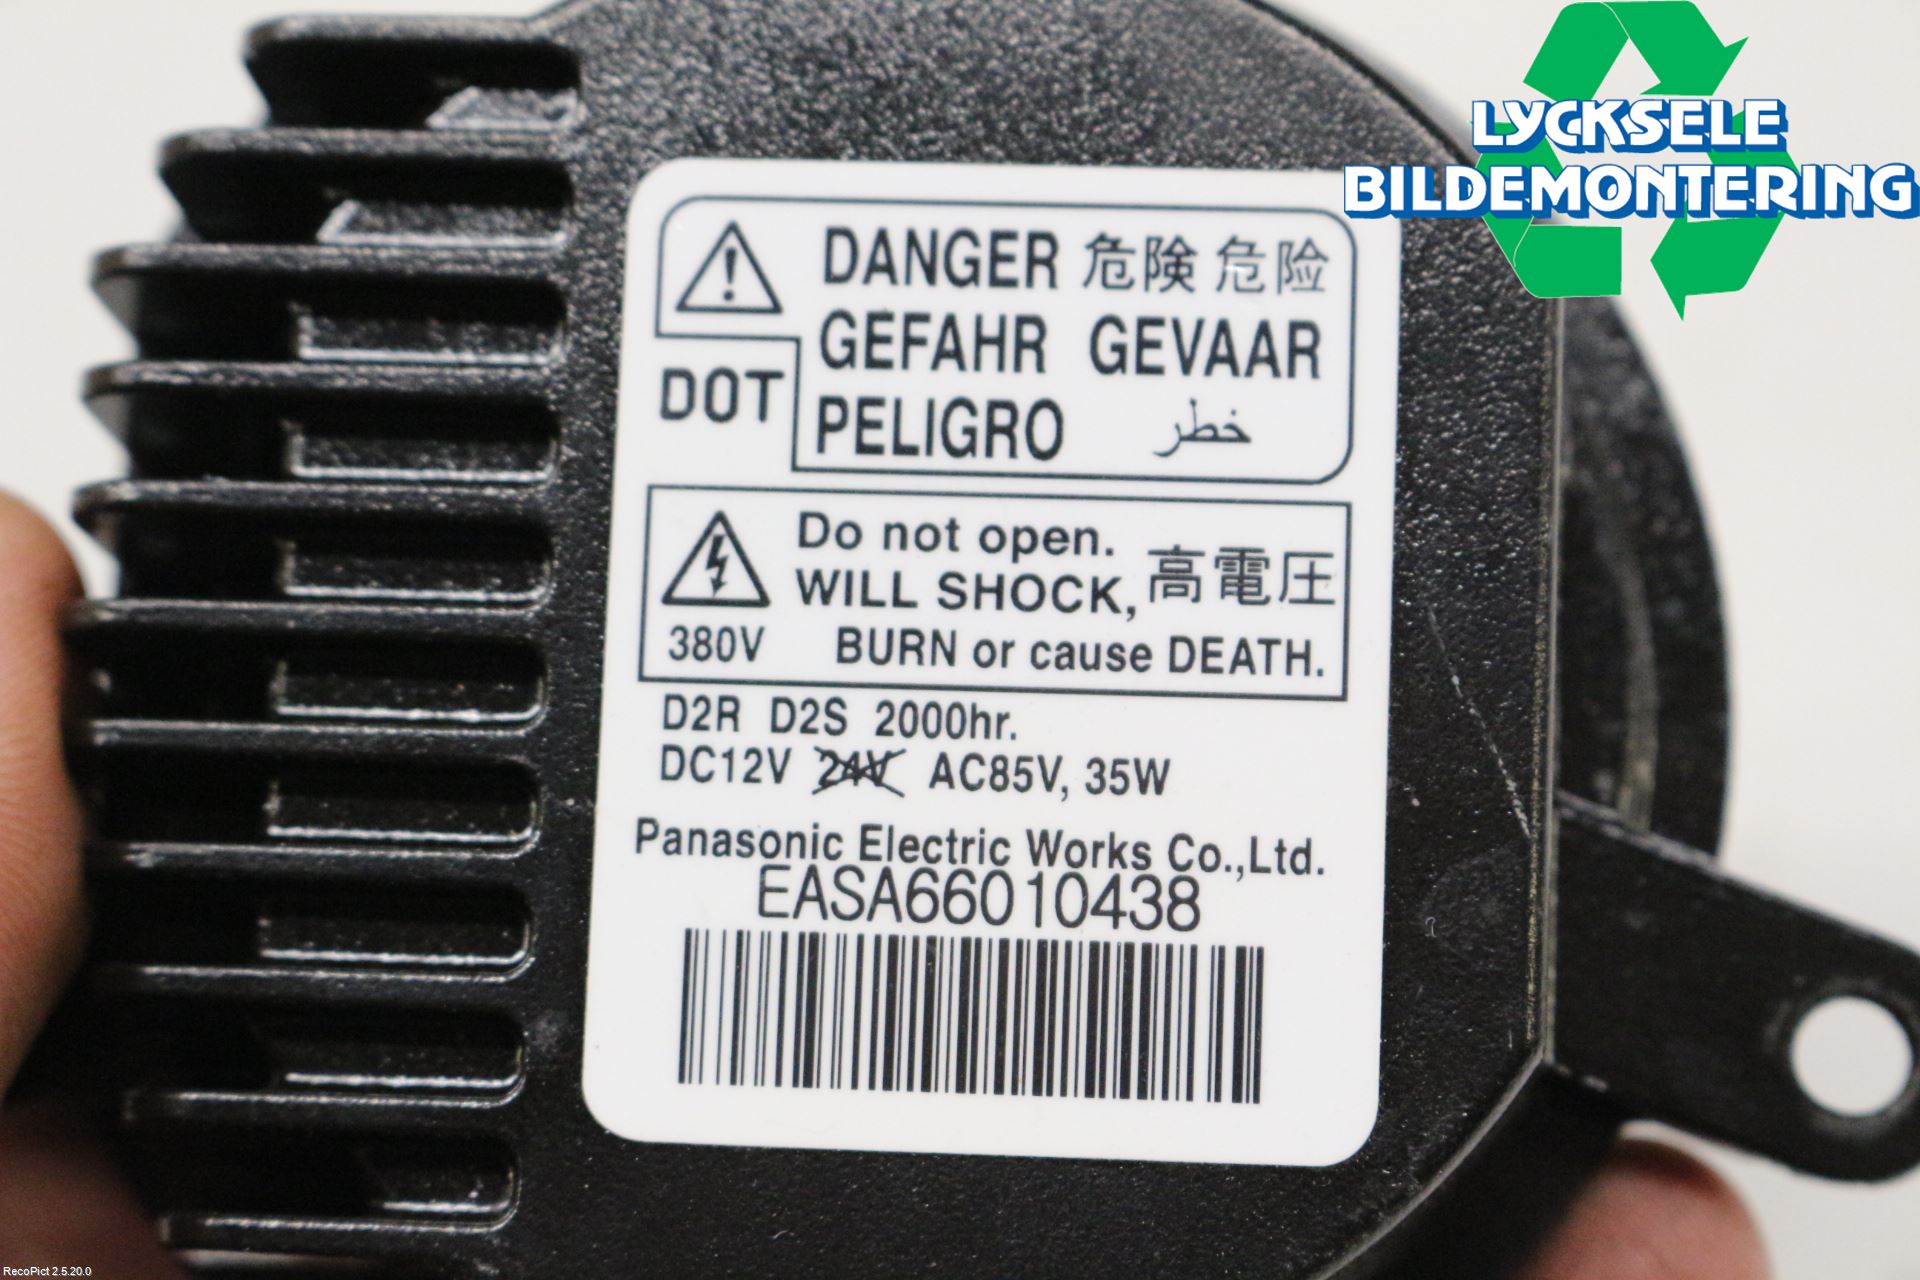 LYCKSELE
BILDEMONTERING
DANGER 危険 危险
GEFAHR GEVAAR
DOT
PELIGRO خطر
Do not open.
WILL SHOCK, 高電圧
380V BURN or cause DEATH.
D2R D2S 2000hr.
DC12V 24V AC85V, 35W
Panasonic Electric Works Co.,Ltd.
EASA66010438
RecoPict 2.5.20.0